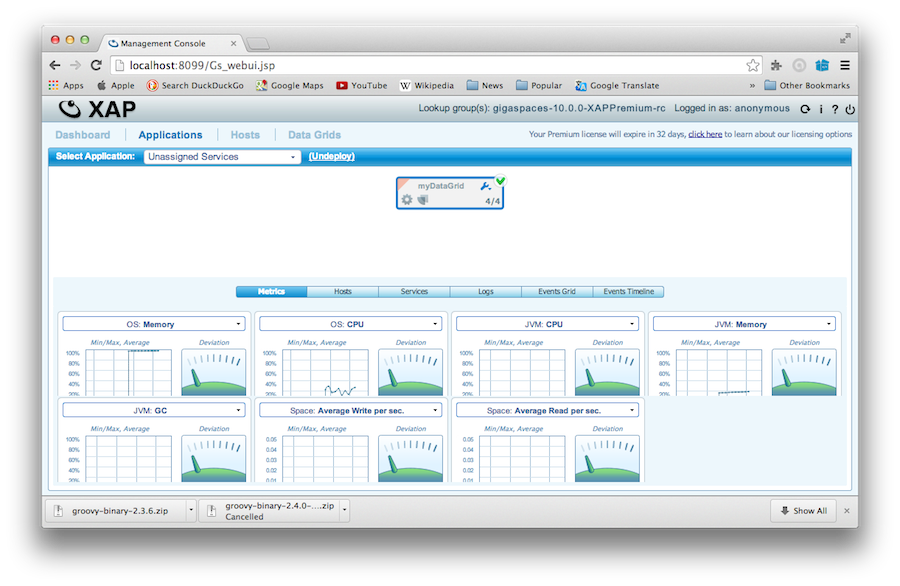 Management Console
localhost:8099/Gs_webui.jsp
Apps Apple Search DuckDuckGo Google Maps YouTube Wikipedia News Popular Google Translate » Other Bookmarks
XAP Lookup group(s): gigaspaces-10.0.0-XAPPremium-rc Logged in as: anonymous
Dashboard Applications Hosts Data Grids Your Premium license will expire in 32 days, click here to learn about our licensing options
Select Application: Unassigned Services (Undeploy)
myDataGrid
4/4
Metrics Hosts Services Logs Events Grid Events Timeline
OS: Memory OS: CPU JVM: CPU JVM: Memory
Min/Max, Average Deviation Min/Max, Average Deviation Min/Max, Average Deviation Min/Max, Average Deviation
100% 100% 100% 100%
80% 80% 80% 80%
60% 60% 60% 60%
40% 40% 40% 40%
20% 20% 20% 20%
JVM: GC Space: Average Write per sec. Space: Average Read per sec.
Min/Max, Average Deviation Min/Max, Average Deviation Min/Max, Average Deviation
100% 0.05 0.05
80% 0.04 0.04
60% 0.03 0.03
40% 0.02 0.02
20% 0.01 0.01
groovy-binary-2.3.6.zip groovy-binary-2.4.0-....zip Show All
Cancelled